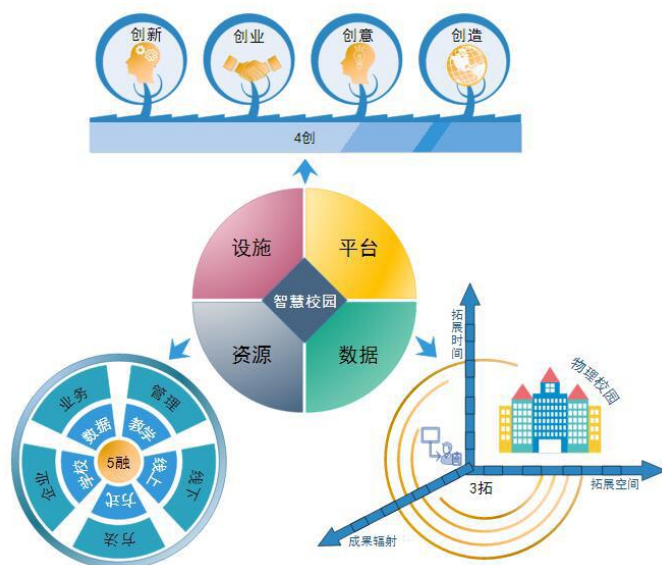 创新
创业
创意
创造
4创
设施
平台
智慧校园
资源
数据
拓展时间
物理校园
业务
管理
数据
教学
企业
学校
5融
线上
线下
方式
方法
3拓
拓展空间
成果辐射